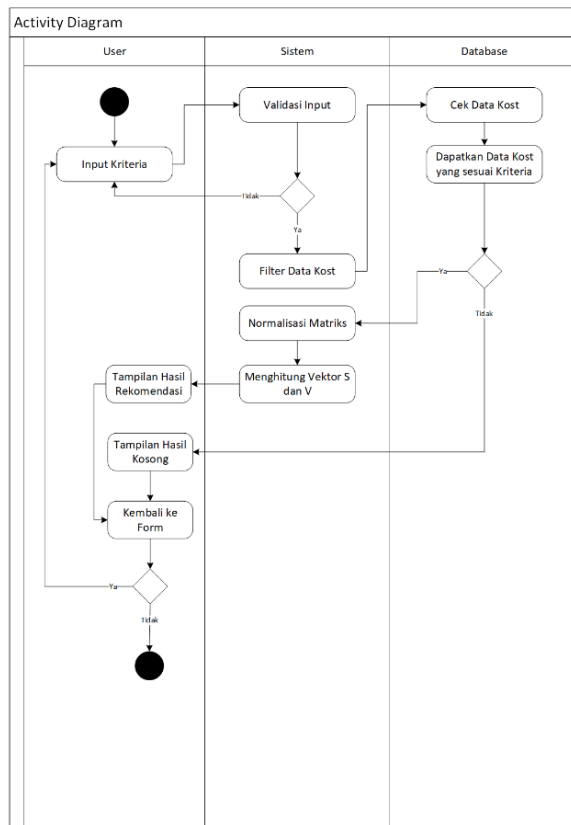 Activity Diagram
User
Sistem
Database
Validasi Input
Cek Data Kost
Input Kriteria
Dapatkan Data Kost
yang sesuai Kriteria
Tidak
Ya
Filter Data Kost
Ya
Tidak
Normalisasi Matriks
Tampilan Hasil
Rekomendasi
Menghitung Vektor S
dan V
Tampilan Hasil
Kosong
Kembali ke
Form
Ya
Tidak